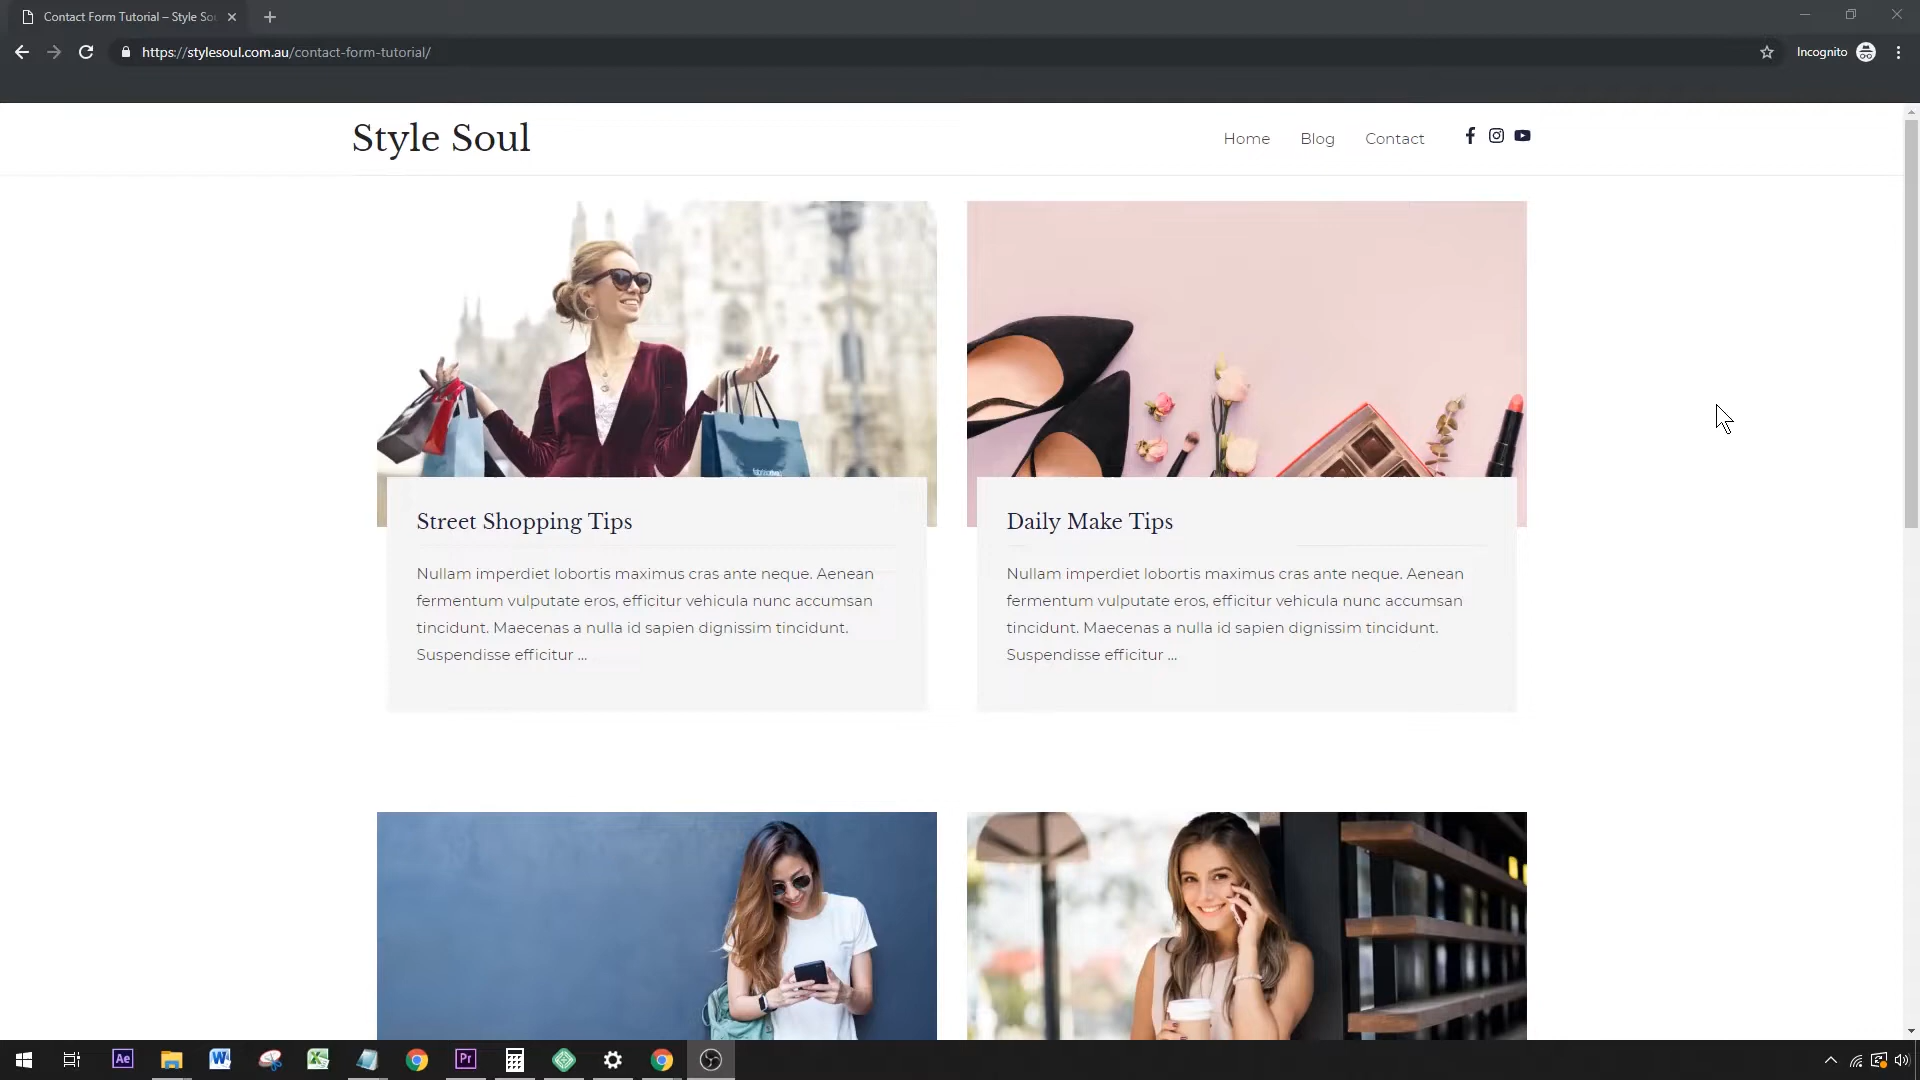 Contact Form Tutorial – Style So
https://stylesoul.com.au/contact-form-tutorial/
Incognito
Style Soul
Home Blog Contact
Street Shopping Tips
Nullam imperdiet lobortis maximus cras ante neque. Aenean
fermentum vulputate eros, efficitur vehicula nunc accumsan
tincidunt. Maecenas a nulla id sapien dignissim tincidunt.
Suspendisse efficitur ...
Daily Make Tips
Nullam imperdiet lobortis maximus cras ante neque. Aenean
fermentum vulputate eros, efficitur vehicula nunc accumsan
tincidunt. Maecenas a nulla id sapien dignissim tincidunt.
Suspendisse efficitur ...
Ae
Pr